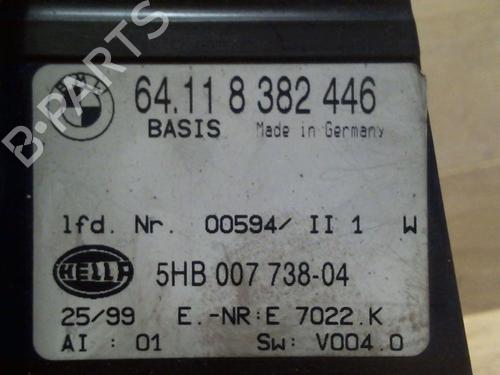 B-PARTS
BMW
64.11 8 382 446
BASIS Made in Germany
lfd. Nr. 00594/ II 1 W
HELLA 5HB 007 738-04
25/99 E.-NR:E 7022.K
AI : 01 Sw: V004.0